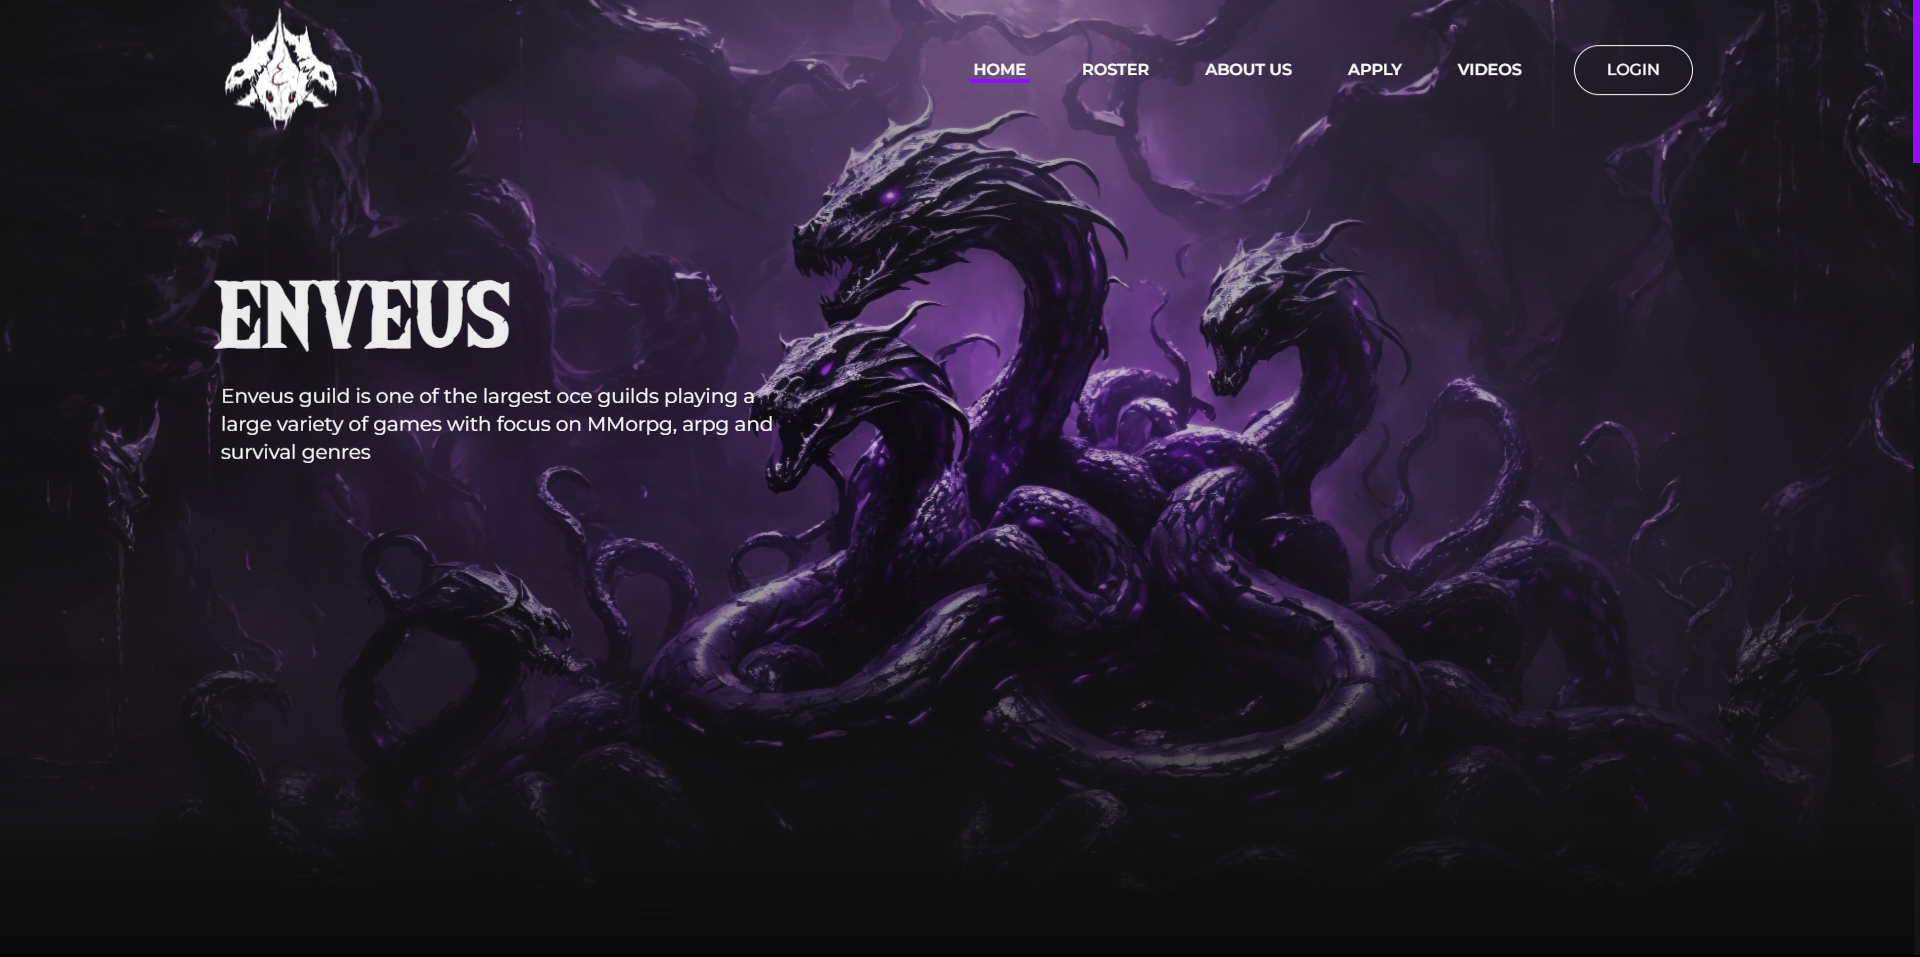 HOME ROSTER ABOUT US APPLY VIDEOS LOGIN
ENVEUS
Enveus guild is one of the largest oce guilds playing a
large variety of games with focus on MMorpg, arpg and
survival genres